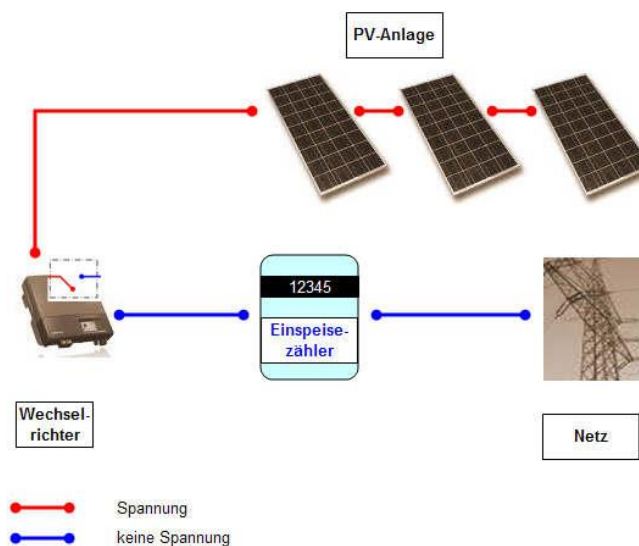 PV-Anlage
12345
Einspeise-
zähler
Wechsel-
richter
Netz
Spannung
keine Spannung